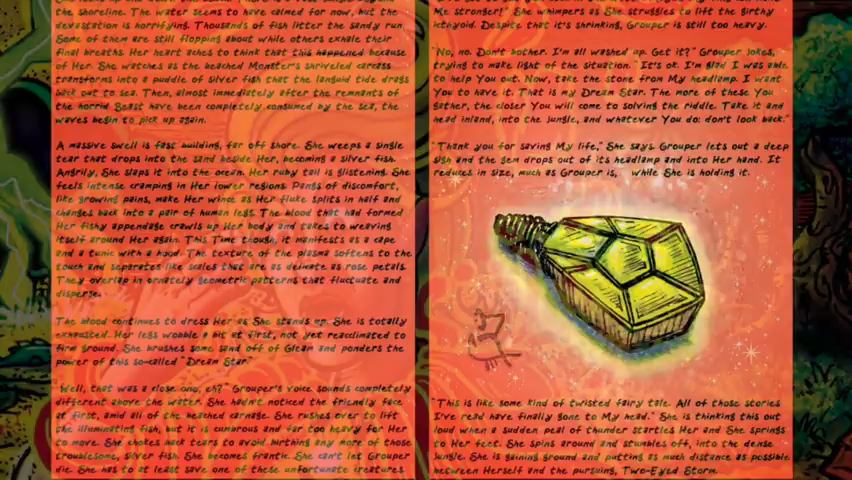 the shoreline. The water seems to have calmed for now, but the
devastation is horrifying. Thousands of fish litter the sandy run.
Some of them are still flopping about while others exhale their
final breaths. Her heart aches to think that this happened because
of Her. She watches as the beached Monster's shriveled carcass
transforms into a puddle of silver fish that the languid tide drags
back out to sea. Then, almost immediately after the remnants of
the horrid Beast have been completely consumed by the sea, the
waves begin to pick up again.
A massive swell is fast building, far off shore. She weeps a single
tear that drops into the sand beside Her, becoming a silver fish.
Angrily, She slaps it into the ocean. Her ruby tail is glistening. She
feels intense cramping in Her lower regions. Pangs of discomfort,
like growing pains, make Her wince as Her fluke splits in half and
changes back into a pair of human legs. The blood that had formed
Her fishy appendage crawls up Her body and takes to weaving
itself around Her again. This Time though, it manifests as a cape
and a tunic with a hood. The texture of the plasma softens to the
touch and separates like scales that are as delicate as rose petals.
They overlap in ornately geometric patterns that fluctuate and
disperse.
The blood continues to dress Her as She stands up. She is totally
exhausted. Her legs wobble a bit at first, not yet reacclimated to
firm ground. She brushes some sand off of Gleam and ponders the
power of this so-called "Dream Star."
"Well, that was a close one, eh?" Grouper's voice sounds completely
different above the water. She hadn't noticed the friendly face
at first, amid all of the beached carnage. She rushes over to lift
the illuminating fish, but it is cumbrous and far too heavy for Her
to move. She chokes back tears to avoid birthing any more of those
troublesome, silver fish. She becomes frantic. She can't let Grouper
die. She has to at least save one of these unfortunate creatures.
Me stronger!" She whimpers as She struggles to lift the girthy
icthyoid. Despite that it's shrinking, Grouper is still too heavy.
"No, no. Don't bother. I'm all washed up. Get it?" Grouper jokes,
trying to make light of the situation. "It's ok. I'm glad I was able
to help You out. Now, take the stone from My headlamp. I want
You to have it. That is my Dream Star. The more of these You
gather, the closer You will come to solving the riddle. Take it and
head inland, into the jungle, and whatever You do: don't look back."
"Thank you for saving My life," She says. Grouper lets out a deep
sigh and the gem drops out of its headlamp and into Her hand. It
reduces in size, much as Grouper is, while She is holding it.
"This is like some kind of twisted fairy tale. All of those stories
I've read have finally gone to My head." She is thinking this out
loud when a sudden peal of thunder startles Her and She springs
to Her feet. She spins around and stumbles off, into the dense
jungle. She is gaining ground and putting as much distance as possible
between Herself and the pursuing, Two-Eyed Storm.